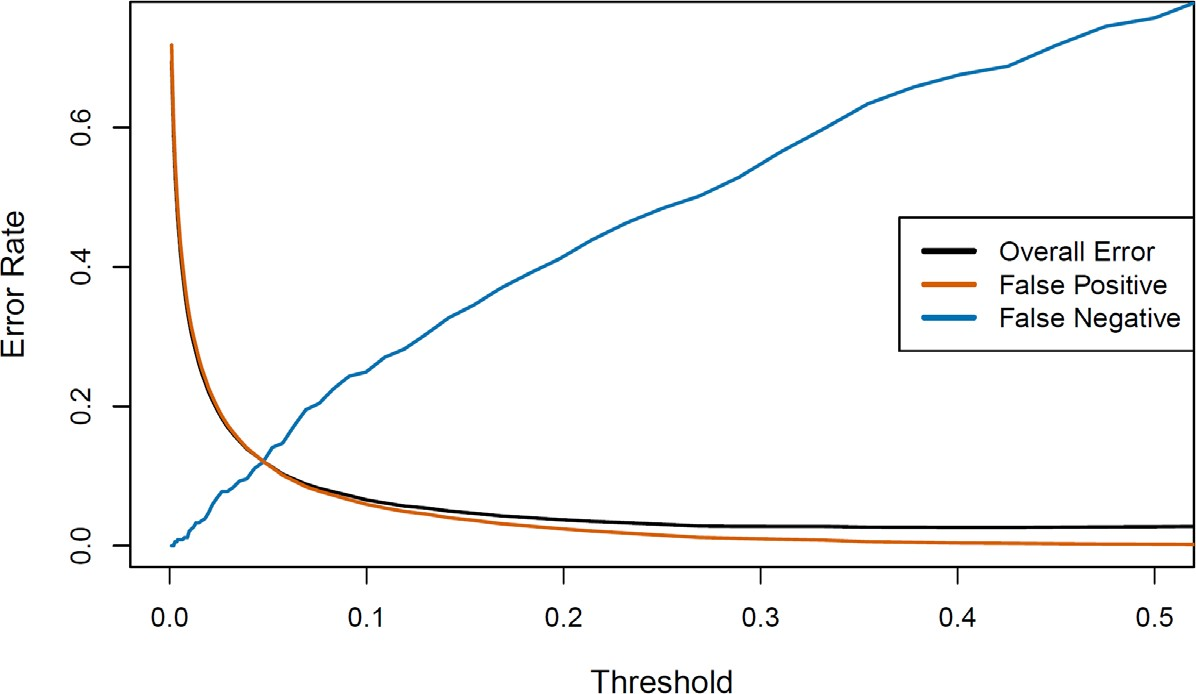 0.6
0.4
0.2
0.0
Error Rate
Overall Error
False Positive
False Negative
0.0 0.1 0.2 0.3 0.4 0.5
Threshold